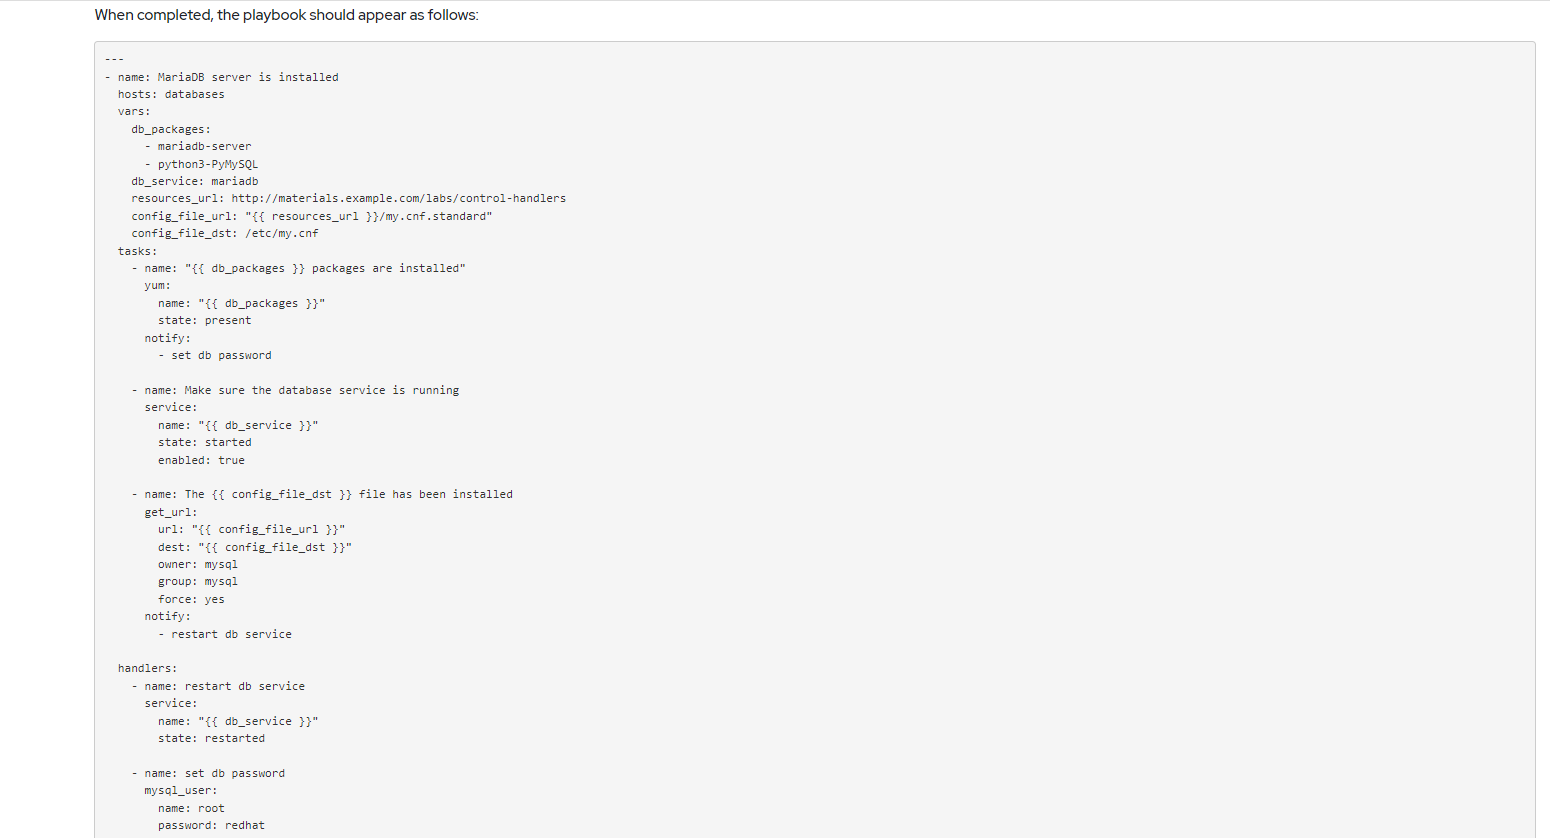 When completed, the playbook should appear as follows:
---
- name: MariaDB server is installed
  hosts: databases
  vars:
    db_packages:
      - mariadb-server
      - python3-PyMySQL
    db_service: mariadb
    resources_url: http://materials.example.com/labs/control-handlers
    config_file_url: "{{ resources_url }}/my.cnf.standard"
    config_file_dst: /etc/my.cnf
  tasks:
    - name: "{{ db_packages }} packages are installed"
      yum:
        name: "{{ db_packages }}"
        state: present
      notify:
        - set db password

    - name: Make sure the database service is running
      service:
        name: "{{ db_service }}"
        state: started
        enabled: true

    - name: The {{ config_file_dst }} file has been installed
      get_url:
        url: "{{ config_file_url }}"
        dest: "{{ config_file_dst }}"
        owner: mysql
        group: mysql
        force: yes
      notify:
        - restart db service

  handlers:
    - name: restart db service
      service:
        name: "{{ db_service }}"
        state: restarted

    - name: set db password
      mysql_user:
        name: root
        password: redhat